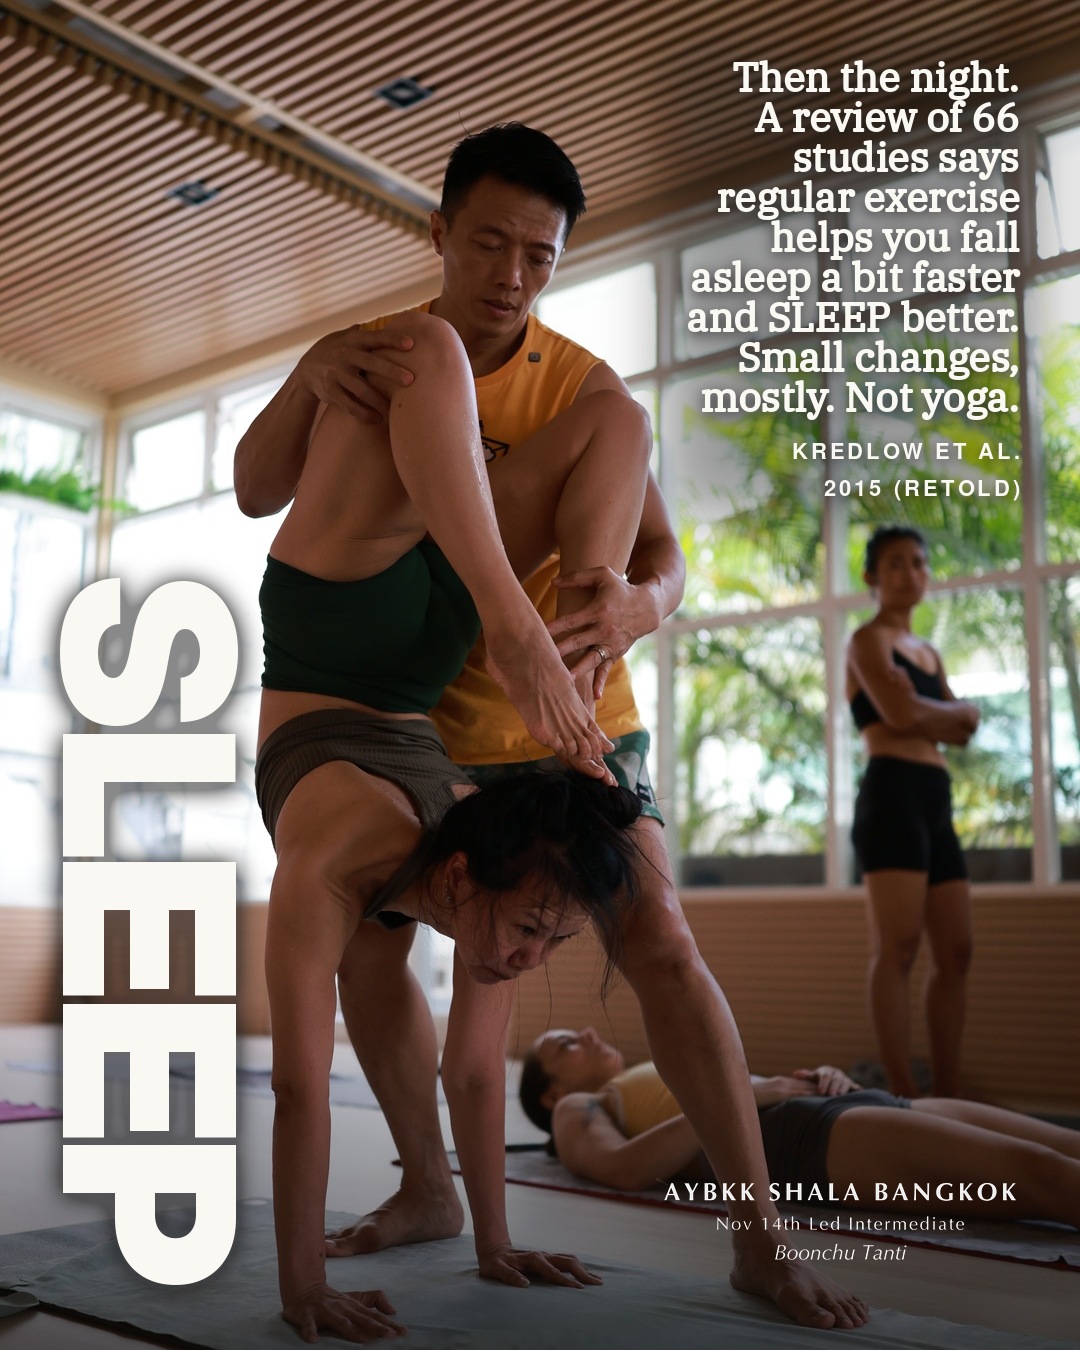 Then the night.
A review of 66
studies says
regular exercise
helps you fall
asleep a bit faster
and SLEEP better.
Small changes,
mostly. Not yoga.
KREDLOW ET AL.
2015 (RETOLD)
SLEEP
AYBKK SHALA BANGKOK
Nov 14th Led Intermediate
Boonchu Tanti